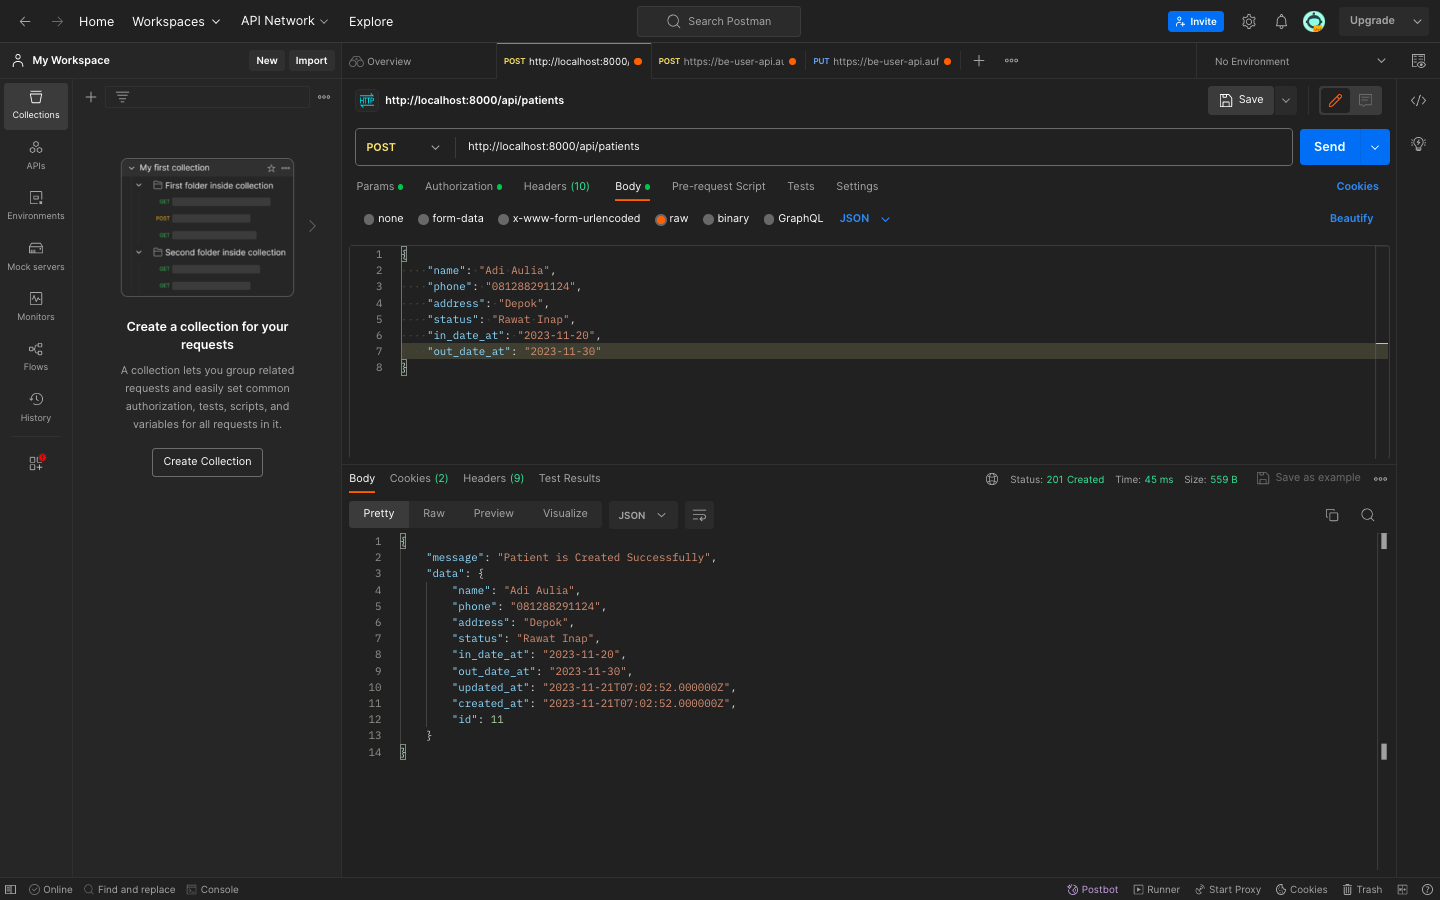 Home Workspaces API Network Explore Search Postman Invite Upgrade
My Workspace New Import Overview POST http://localhost:8000/ POST https://be-user-api.au PUT https://be-user-api.auf No Environment
Collections
APIs
Environments
Mock servers
Monitors
Flows
History
My first collection
First folder inside collection
GET
POST
GET
Second folder inside collection
GET
GET
Create a collection for your
requests
A collection lets you group related
requests and easily set common
authorization, tests, scripts, and
variables for all requests in it.
Create Collection
HTTP http://localhost:8000/api/patients Save
POST http://localhost:8000/api/patients Send
Params Authorization Headers (10) Body Pre-request Script Tests Settings Cookies
none form-data x-www-form-urlencoded raw binary GraphQL JSON Beautify
1 {
2 "name": "Adi Aulia",
3 "phone": "081288291124",
4 "address": "Depok",
5 "status": "Rawat Inap",
6 "in_date_at": "2023-11-20",
7 "out_date_at": "2023-11-30"
8 }
Body Cookies (2) Headers (9) Test Results Status: 201 Created Time: 45 ms Size: 559 B Save as example
Pretty Raw Preview Visualize JSON
1 {
2 "message": "Patient is Created Successfully",
3 "data": {
4 "name": "Adi Aulia",
5 "phone": "081288291124",
6 "address": "Depok",
7 "status": "Rawat Inap",
8 "in_date_at": "2023-11-20",
9 "out_date_at": "2023-11-30",
10 "updated_at": "2023-11-21T07:02:52.000000Z",
11 "created_at": "2023-11-21T07:02:52.000000Z",
12 "id": 11
13 }
14 }
Online Find and replace Console Postbot Runner Start Proxy Cookies Trash